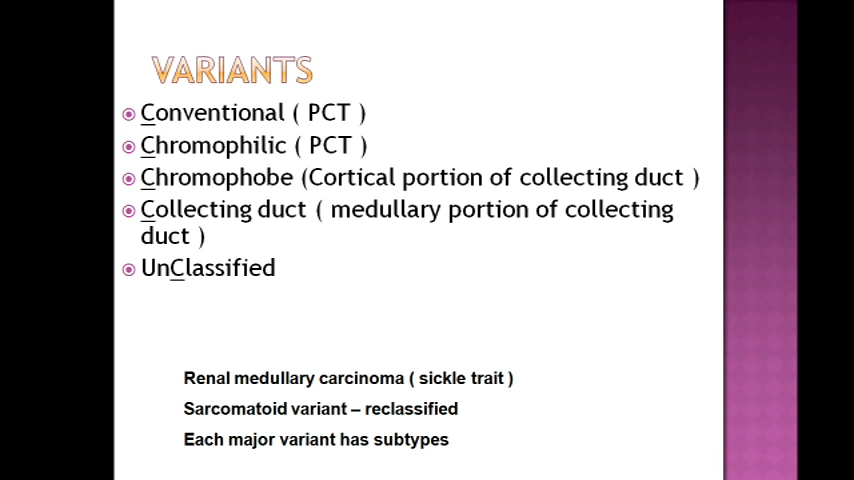 VARIANTS
Conventional ( PCT )
Chromophilic ( PCT )
Chromophobe (Cortical portion of collecting duct )
Collecting duct ( medullary portion of collecting
duct )
UnClassified
Renal medullary carcinoma ( sickle trait )
Sarcomatoid variant – reclassified
Each major variant has subtypes